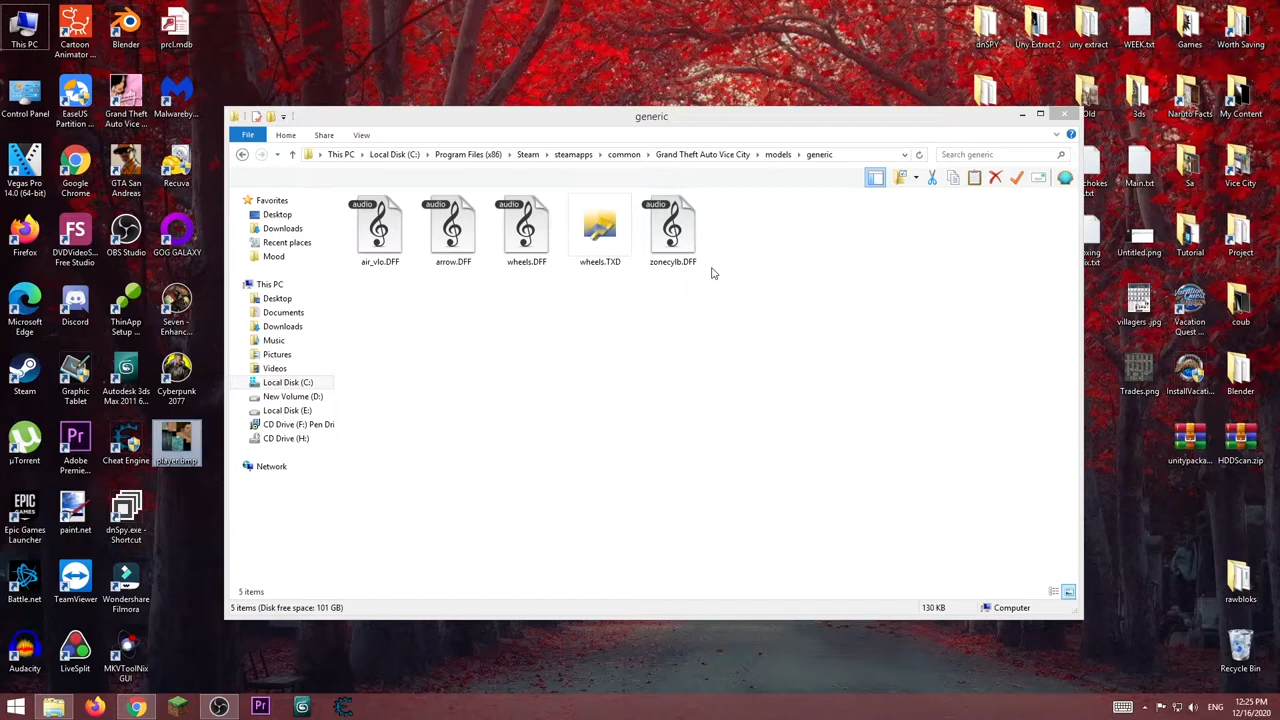 This PC
Cartoon Animator ...
Blender
prcl.mdb
Control Panel
EaseUS Partition ...
Grand Theft Auto Vice ...
Malwareby...
Vegas Pro 14.0 (64-bit)
Google Chrome
GTA San Andreas
Recuva
Firefox
DVDVideoS... Free Studio
OBS Studio
GOG GALAXY
Microsoft Edge
Discord
ThinApp Setup ...
Seven - Enhanc...
Steam
Graphic Tablet
Autodesk 3ds Max 2011 6...
Cyberpunk 2077
µTorrent
Adobe Premie...
Cheat Engine
player.bmp
Epic Games Launcher
paint.net
dnSpy.exe - Shortcut
Battle.net
TeamViewer
Wondershare Filmora
Audacity
LiveSplit
MKVToolNix GUI
generic
File
Home
Share
View
This PC
Local Disk (C:)
Program Files (x86)
Steam
steamapps
common
Grand Theft Auto Vice City
models
generic
Search generic
Favorites
Desktop
Downloads
Recent places
Mood
This PC
Desktop
Documents
Downloads
Music
Pictures
Videos
Local Disk (C:)
New Volume (D:)
Local Disk (E:)
CD Drive (F:) Pen Dri
CD Drive (H:)
Network
audio
air_vlo.DFF
audio
arrow.DFF
audio
wheels.DFF
wheels.TXD
audio
zonecylb.DFF
5 items
5 items (Disk free space: 101 GB)
130 KB
Computer
dnSPY
Uny Extract 2
uny extract
WEEK.txt
Games
Worth Saving
Old
3ds
Naruto Facts
My Content
Main.txt
Sa
Vice City
Untitled.png
Tutorial
Project
villagers .jpg
Vacation Quest ...
coub
Trades.png
InstallVacati...
Blender
unitypacka...
HDDScan.zip
rawbloks
Recycle Bin
ENG
12:25 PM
12/16/2020